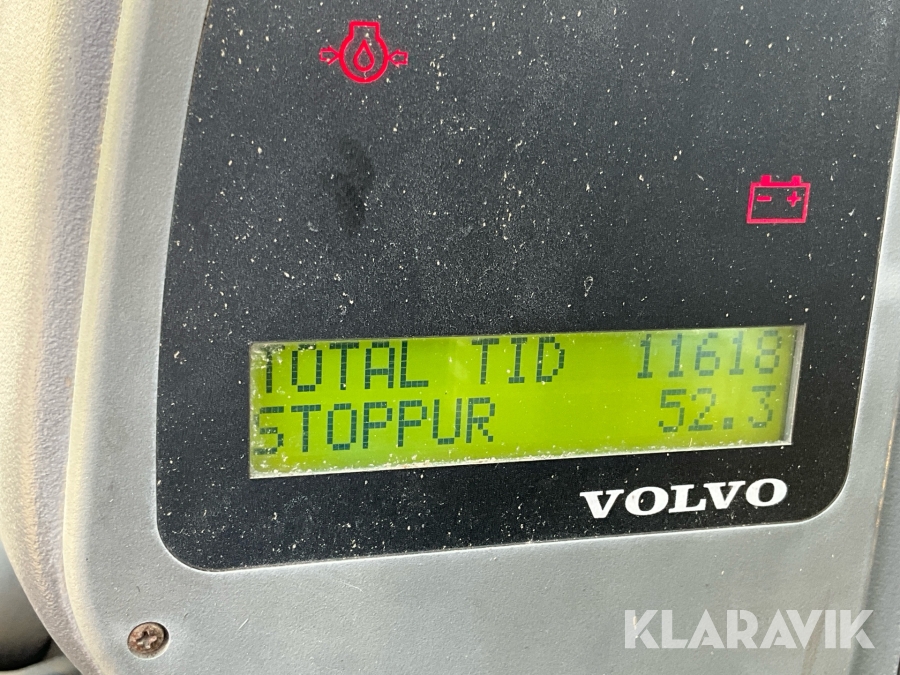 TOTAL TID 11618
STOPPUR 52.3
VOLVO
KLARAVIK